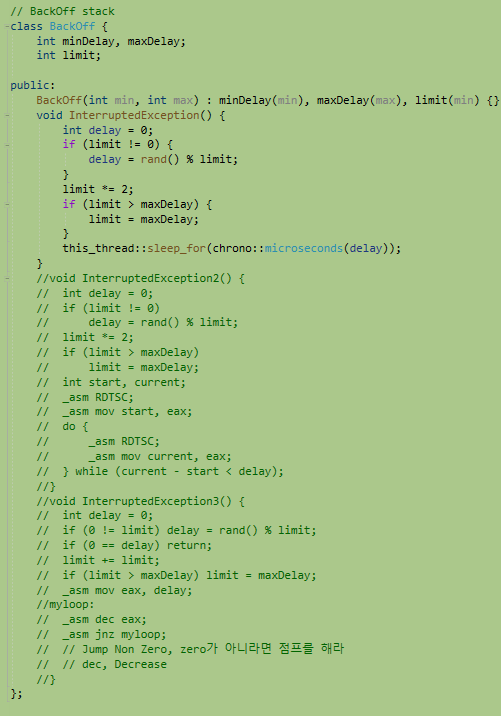 // BackOff stack
class BackOff {
    int minDelay, maxDelay;
    int limit;

public:
    BackOff(int min, int max) : minDelay(min), maxDelay(max), limit(min) {}
    void InterruptedException() {
        int delay = 0;
        if (limit != 0) {
            delay = rand() % limit;
        }
        limit *= 2;
        if (limit > maxDelay) {
            limit = maxDelay;
        }
        this_thread::sleep_for(chrono::microseconds(delay));
    }
    //void InterruptedException2() {
    //  int delay = 0;
    //  if (limit != 0)
    //      delay = rand() % limit;
    //  limit *= 2;
    //  if (limit > maxDelay)
    //      limit = maxDelay;
    //  int start, current;
    //  _asm RDTSC;
    //  _asm mov start, eax;
    //  do {
    //      _asm RDTSC;
    //      _asm mov current, eax;
    //  } while (current - start < delay);
    //}
    //void InterruptedException3() {
    //  int delay = 0;
    //  if (0 != limit) delay = rand() % limit;
    //  if (0 == delay) return;
    //  limit += limit;
    //  if (limit > maxDelay) limit = maxDelay;
    //  _asm mov eax, delay;
    //myloop:
    //  _asm dec eax;
    //  _asm jnz myloop;
    //  // Jump Non Zero, zero가 아니라면 점프를 해라
    //  // dec, Decrease
    //}
};